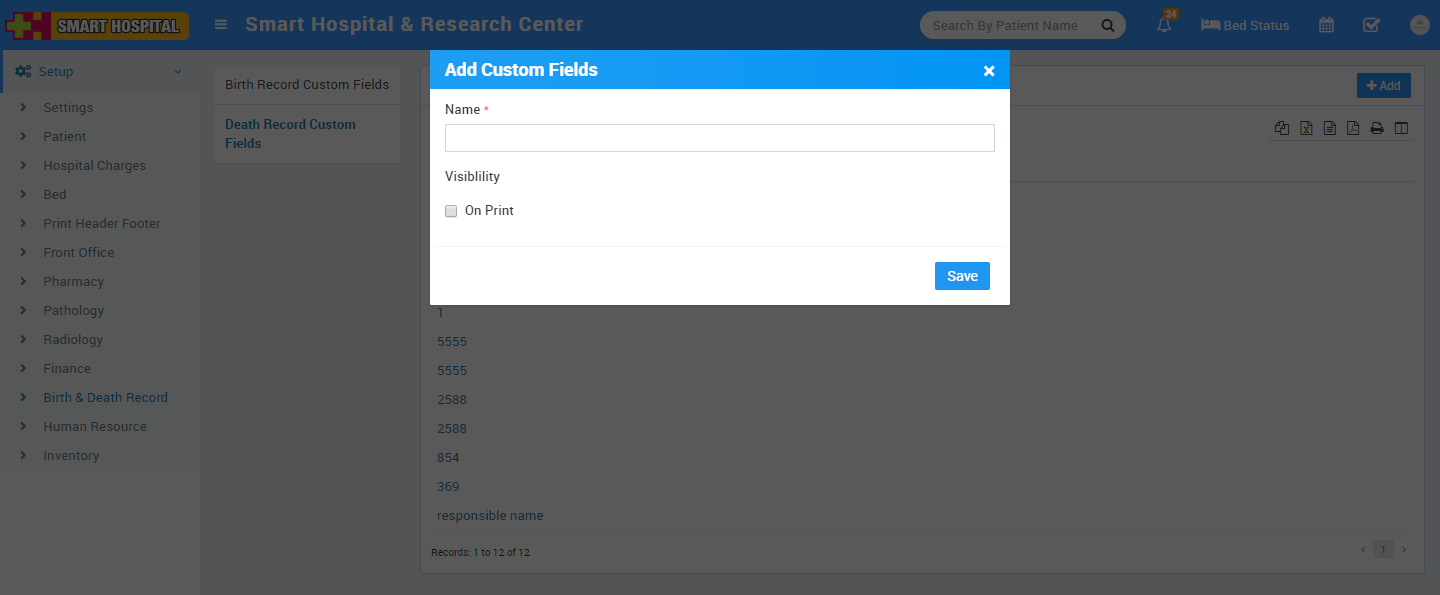 SMART HOSPITAL
Smart Hospital & Research Center
Search By Patient Name
24
Bed Status
Setup
Settings
Patient
Hospital Charges
Bed
Print Header Footer
Front Office
Pharmacy
Pathology
Radiology
Finance
Birth & Death Record
Human Resource
Inventory
Birth Record Custom Fields
Death Record Custom
Fields
Add
Add Custom Fields
×
Name *
Visiblility
On Print
Save
1
5555
5555
2588
2588
854
369
responsible name
Records: 1 to 12 of 12
‹ 1 ›